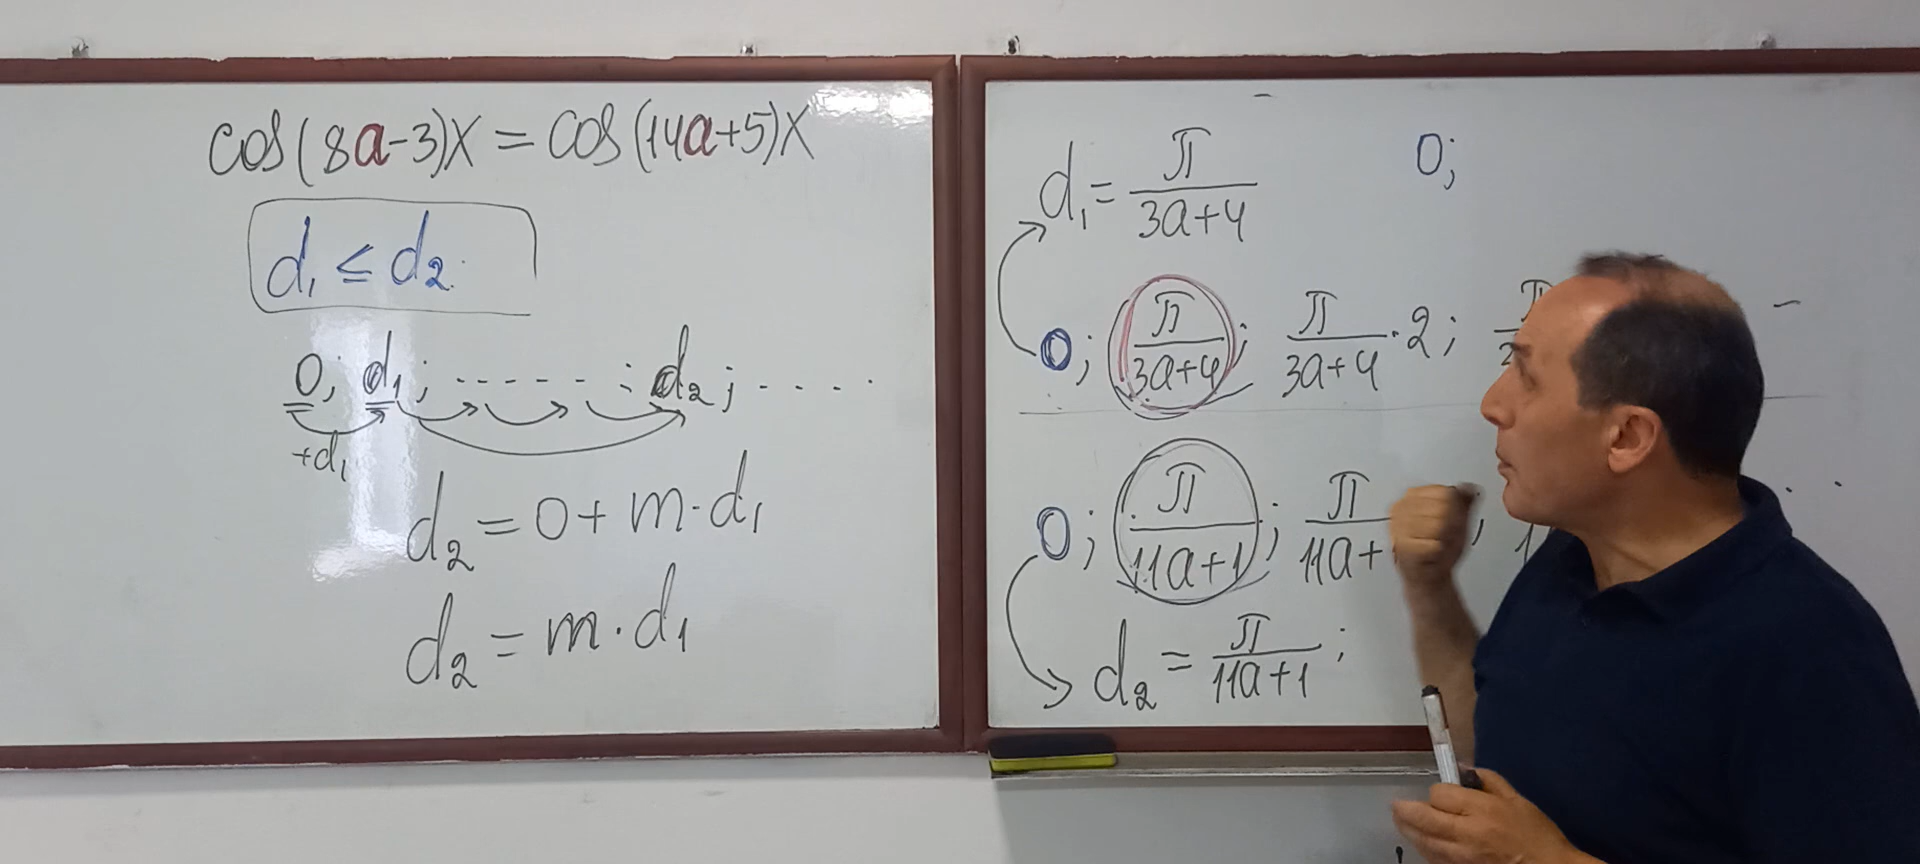 cos(8a-3)x = cos(14a+5)x
d₁ ≤ d₂
0; d₁; ------ ; d₂; ....
+d₁
d₂ = 0 + m·d₁
d₂ = m·d₁
d₁ = π/(3a+4)
0;
0; π/(3a+4); π/(3a+4)·2; π
0; π/(11a+1); π/(11a+
d₂ = π/(11a+1);